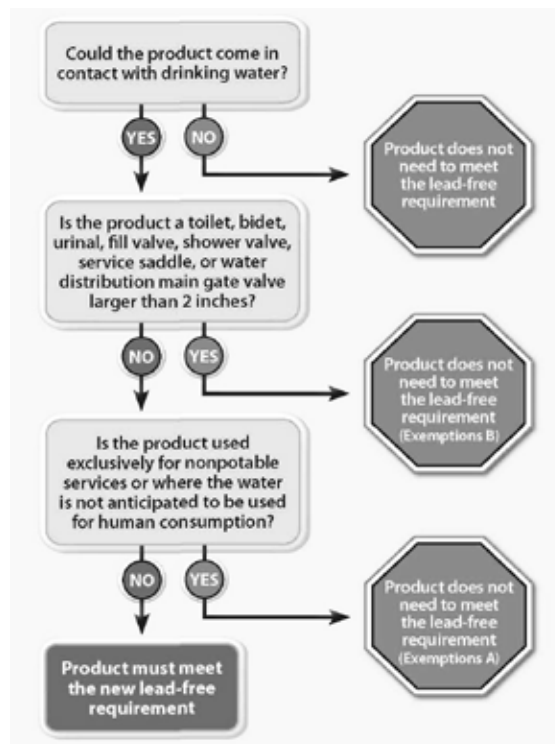 Could the product come in
contact with drinking water?
YES
NO
Product does not
need to meet
the lead-free
requirement
Is the product a toilet, bidet,
urinal, fill valve, shower valve,
service saddle, or water
distribution main gate valve
larger than 2 inches?
NO
YES
Product does not
need to meet
the lead-free
requirement
(Exemptions B)
Is the product used
exclusively for nonpotable
services or where the water
is not anticipated to be used
for human consumption?
NO
YES
Product does not
need to meet
the lead-free
requirement
(Exemptions A)
Product must meet
the new lead-free
requirement